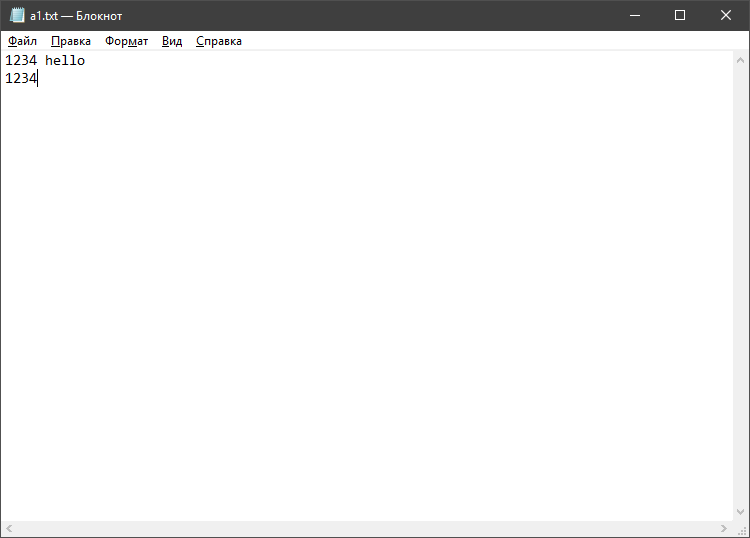 a1.txt — Блокнот
Файл Правка Формат Вид Справка
1234 hello
1234